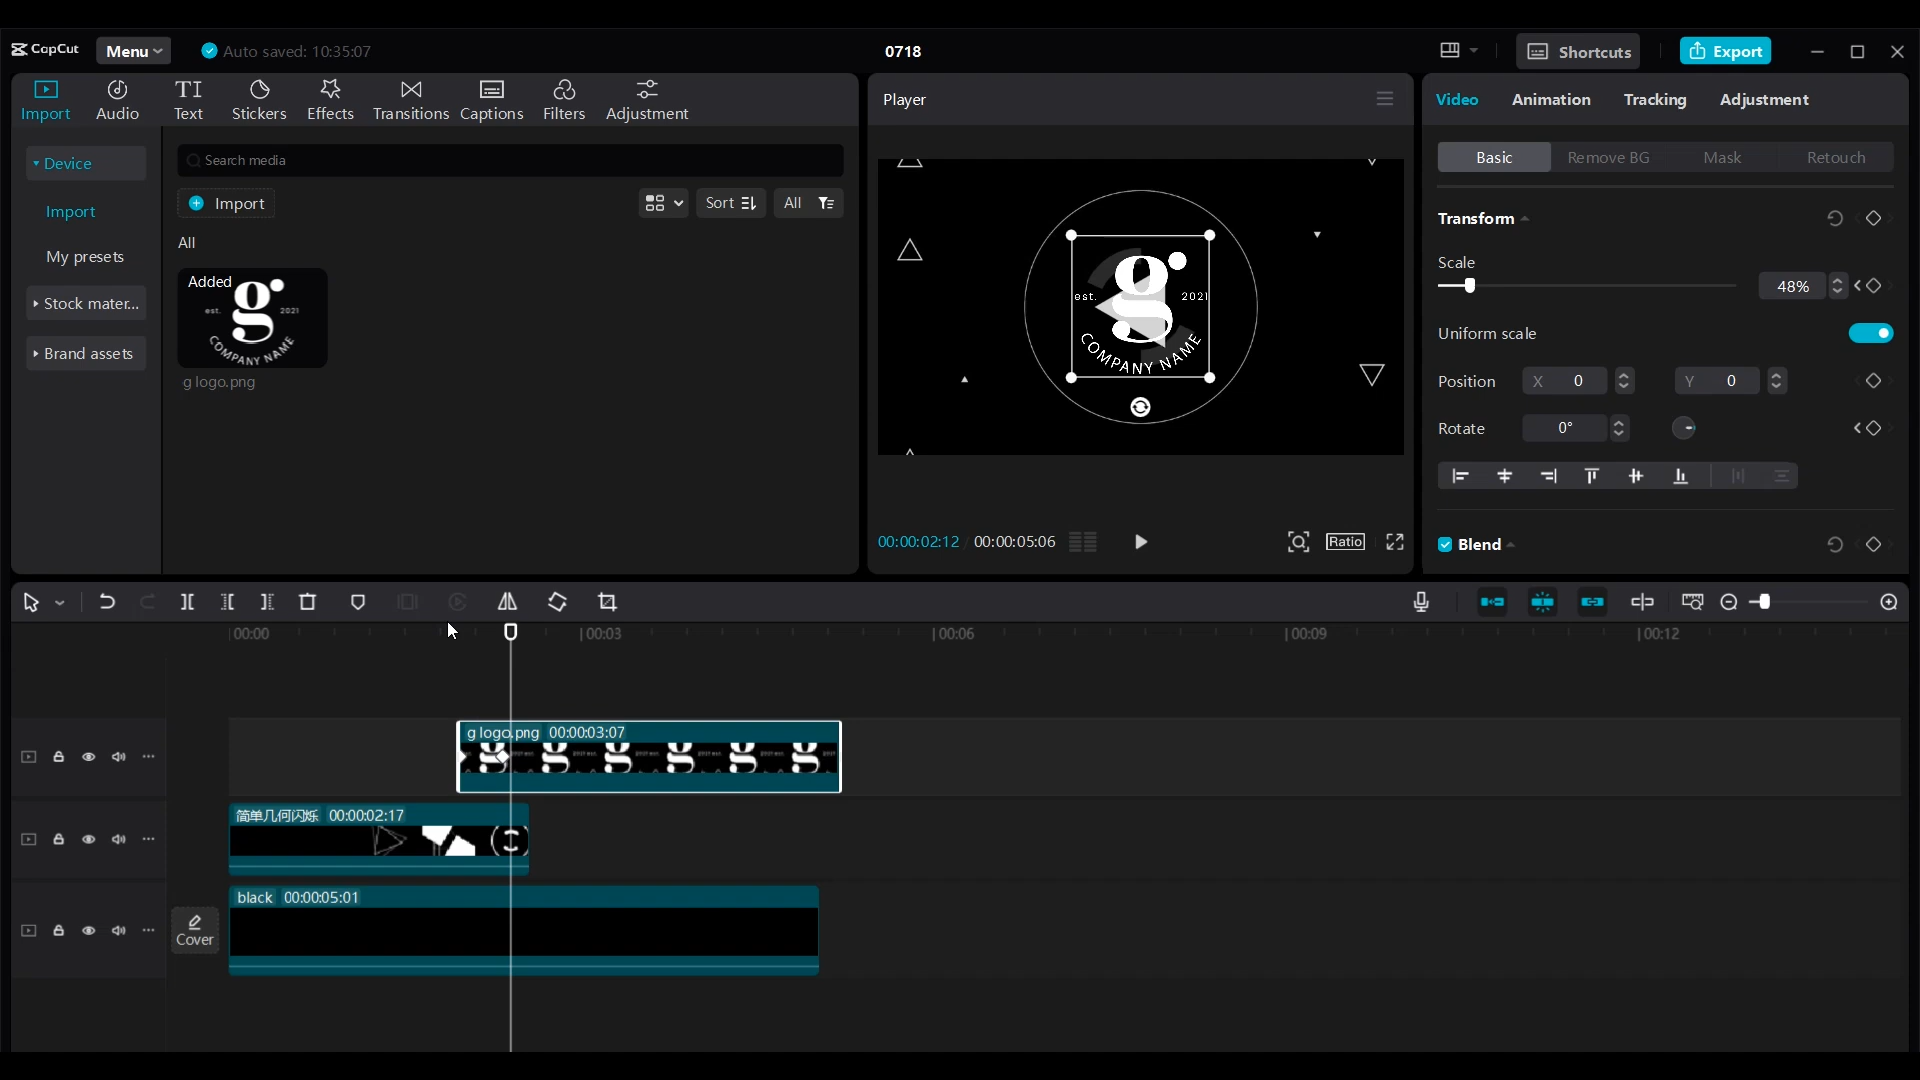 CapCut
Menu
Auto saved: 10:35:07
0718
Shortcuts
Export
Import
Audio
TI
Text
Stickers
Effects
Transitions
Captions
Filters
Adjustment
Device
Import
My presets
Stock mater...
Brand assets
Search media
Import
Sort
All
All
Added
g
est.
2021
COMPANY NAME
g logo.png
Player
g
est.
2021
COMPANY NAME
00:00:02:12
00:00:05:06
Ratio
Video
Animation
Tracking
Adjustment
Basic
Remove BG
Mask
Retouch
Transform
Scale
48%
Uniform scale
Position
X 0
Y 0
Rotate
0°
Blend
00:00
00:03
00:06
00:09
00:12
g logo.png 00:00:03:07
简单几何闪烁 00:00:02:17
black 00:00:05:01
Cover